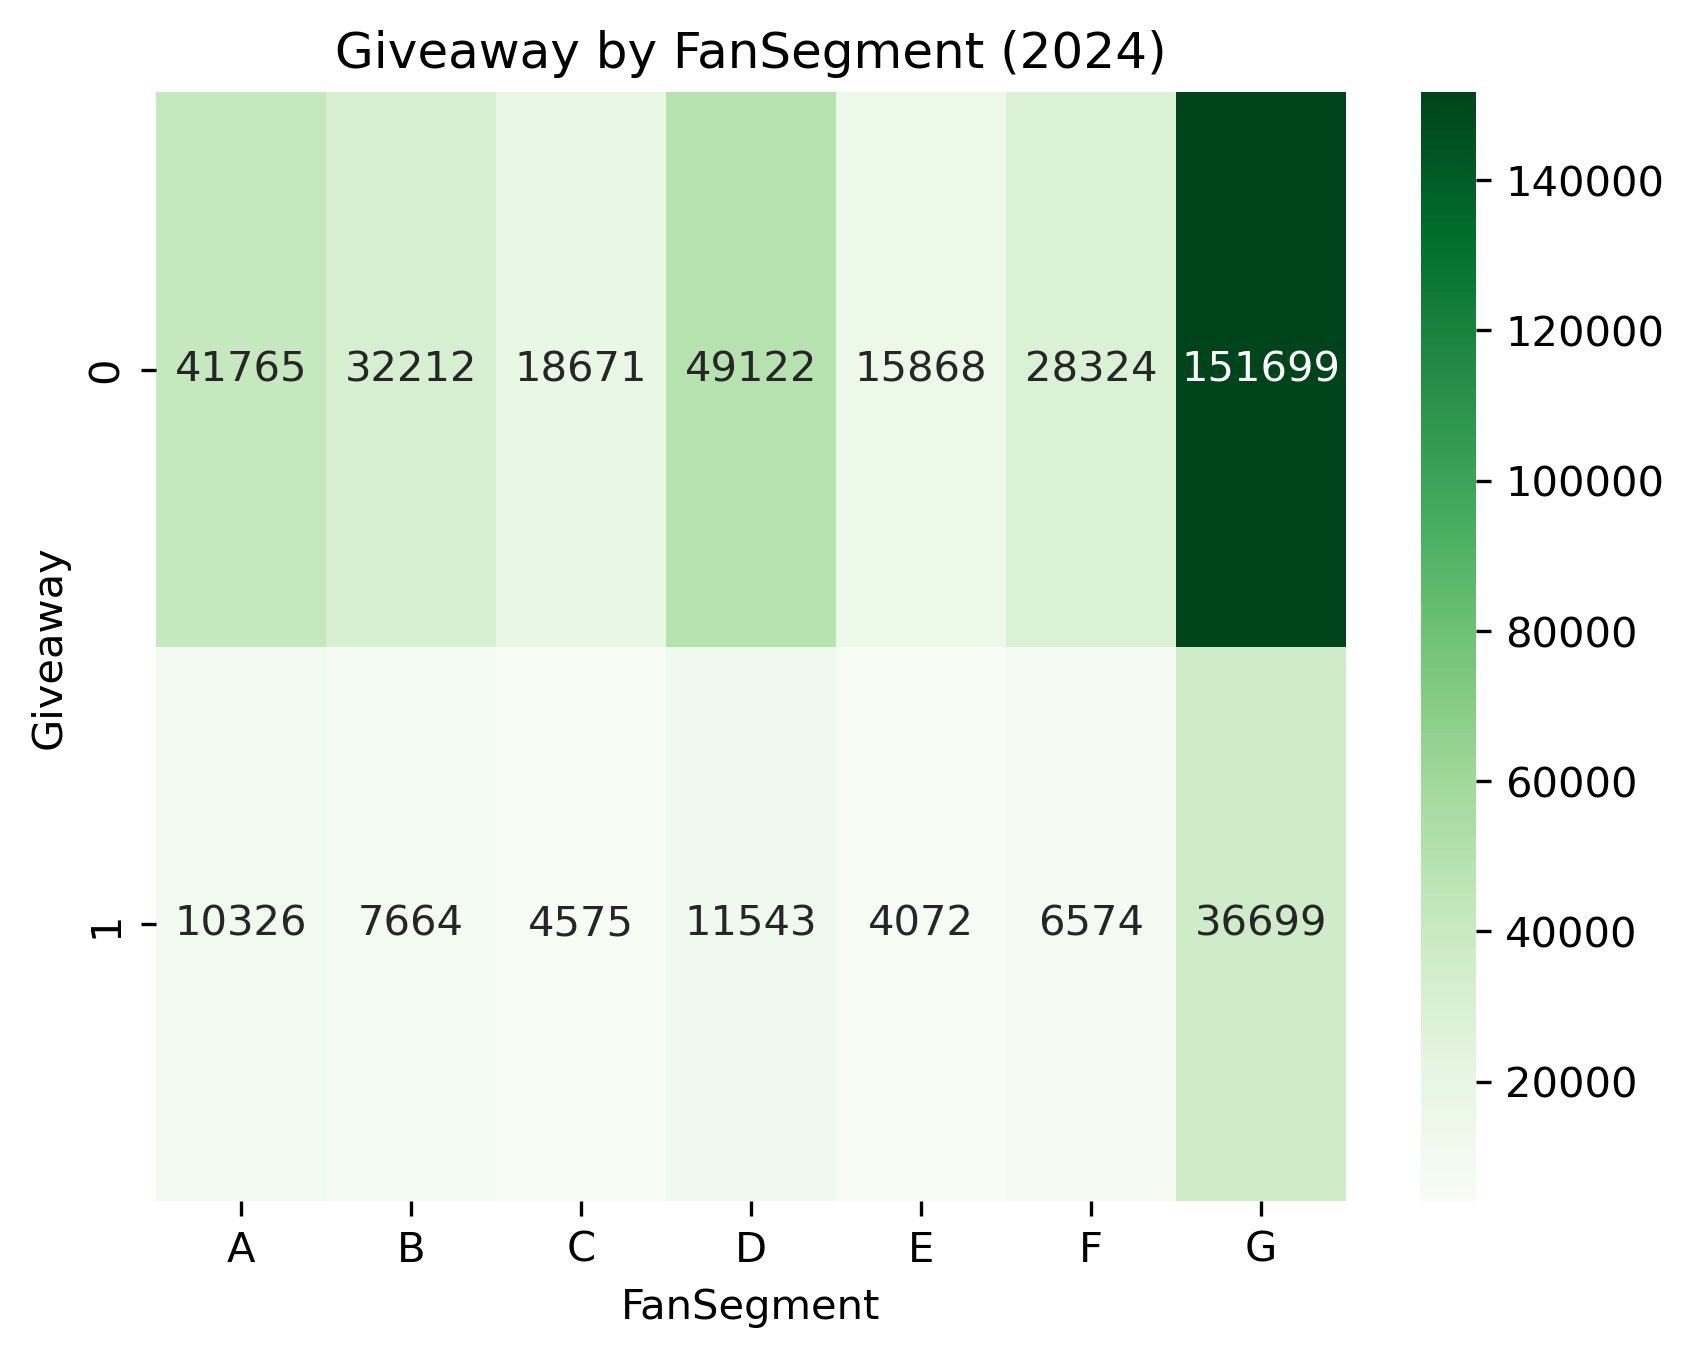 Giveaway by FanSegment (2024)
Giveaway
0
41765 32212 18671 49122 15868 28324 151699
1
10326 7664 4575 11543 4072 6574 36699
A B C D E F G
FanSegment
140000
120000
100000
80000
60000
40000
20000